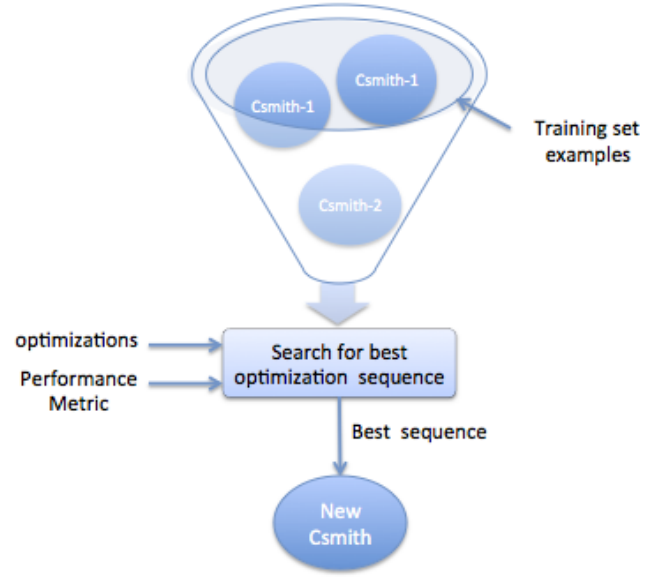 Csmith-1
Csmith-1
Training set
examples
Csmith-2
optimizations
Performance
Metric
Search for best
optimization sequence
Best sequence
New
Csmith